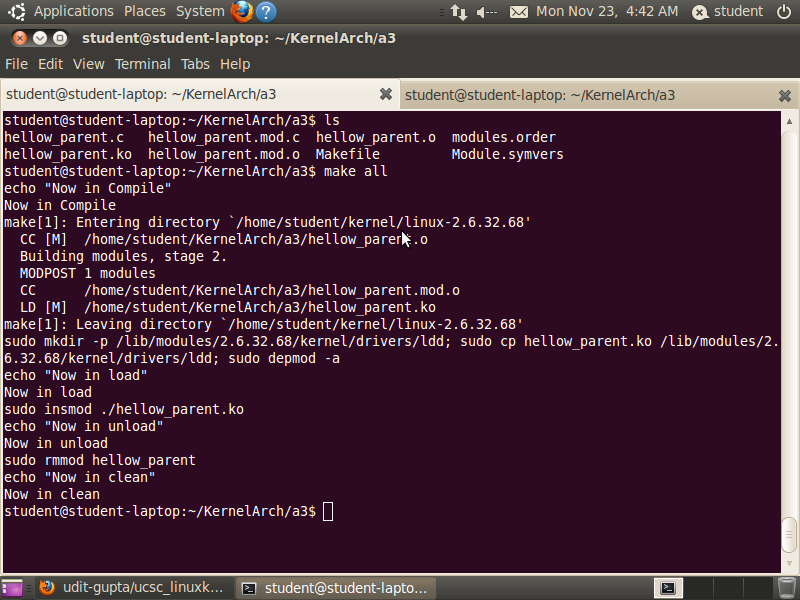 Applications Places System Mon Nov 23, 4:42 AM student
student@student-laptop: ~/KernelArch/a3
File Edit View Terminal Tabs Help
student@student-laptop: ~/KernelArch/a3 student@student-laptop: ~/KernelArch/a3
student@student-laptop:~/KernelArch/a3$ ls
hellow_parent.c hellow_parent.mod.c hellow_parent.o modules.order
hellow_parent.ko hellow_parent.mod.o Makefile Module.symvers
student@student-laptop:~/KernelArch/a3$ make all
echo "Now in Compile"
Now in Compile
make[1]: Entering directory `/home/student/kernel/linux-2.6.32.68'
CC [M] /home/student/KernelArch/a3/hellow_parent.o
Building modules, stage 2.
MODPOST 1 modules
CC /home/student/KernelArch/a3/hellow_parent.mod.o
LD [M] /home/student/KernelArch/a3/hellow_parent.ko
make[1]: Leaving directory `/home/student/kernel/linux-2.6.32.68'
sudo mkdir -p /lib/modules/2.6.32.68/kernel/drivers/ldd; sudo cp hellow_parent.ko /lib/modules/2.
6.32.68/kernel/drivers/ldd; sudo depmod -a
echo "Now in load"
Now in load
sudo insmod ./hellow_parent.ko
echo "Now in unload"
Now in unload
sudo rmmod hellow_parent
echo "Now in clean"
Now in clean
student@student-laptop:~/KernelArch/a3$
udit-gupta/ucsc_linuxk... student@student-lapto...